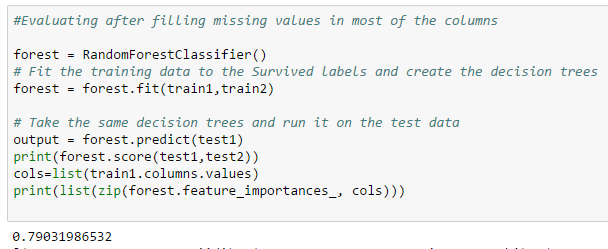 #Evaluating after filling missing values in most of the columns
forest = RandomForestClassifier()
# Fit the training data to the Survived labels and create the decision trees
forest = forest.fit(train1,train2)
# Take the same decision trees and run it on the test data
output = forest.predict(test1)
print(forest.score(test1,test2))
cols=list(train1.columns.values)
print(list(zip(forest.feature_importances_, cols)))
0.79031986532